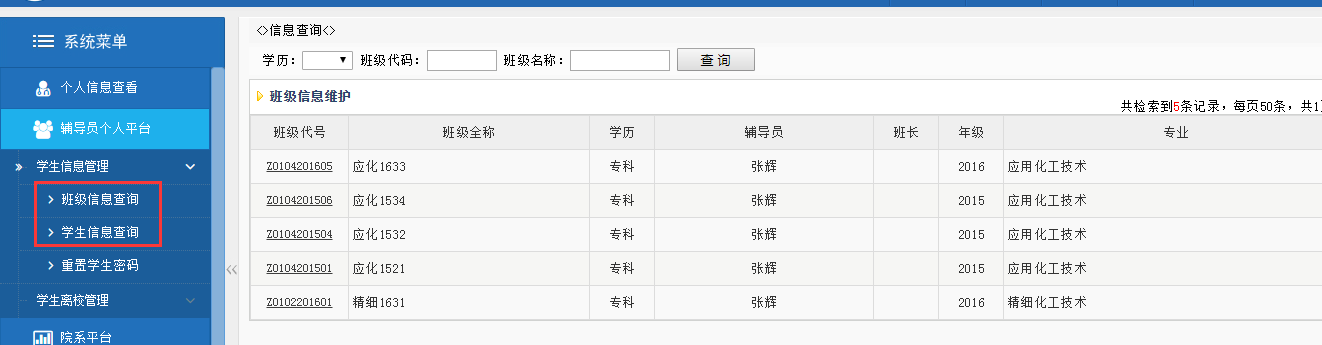 系统菜单
个人信息查看
辅导员个人平台
学生信息管理
班级信息查询
学生信息查询
重置学生密码
学生离校管理
院系平台
<>信息查询<>
学历： 班级代码： 班级名称： 查 询
班级信息维护
共检索到5条记录，每页50条，共1
班级代号 班级全称 学历 辅导员 班长 年级 专业
Z0104201605 应化1633 专科 张辉 2016 应用化工技术
Z0104201506 应化1534 专科 张辉 2015 应用化工技术
Z0104201504 应化1532 专科 张辉 2015 应用化工技术
Z0104201501 应化1521 专科 张辉 2015 应用化工技术
Z0102201601 精细1631 专科 张辉 2016 精细化工技术